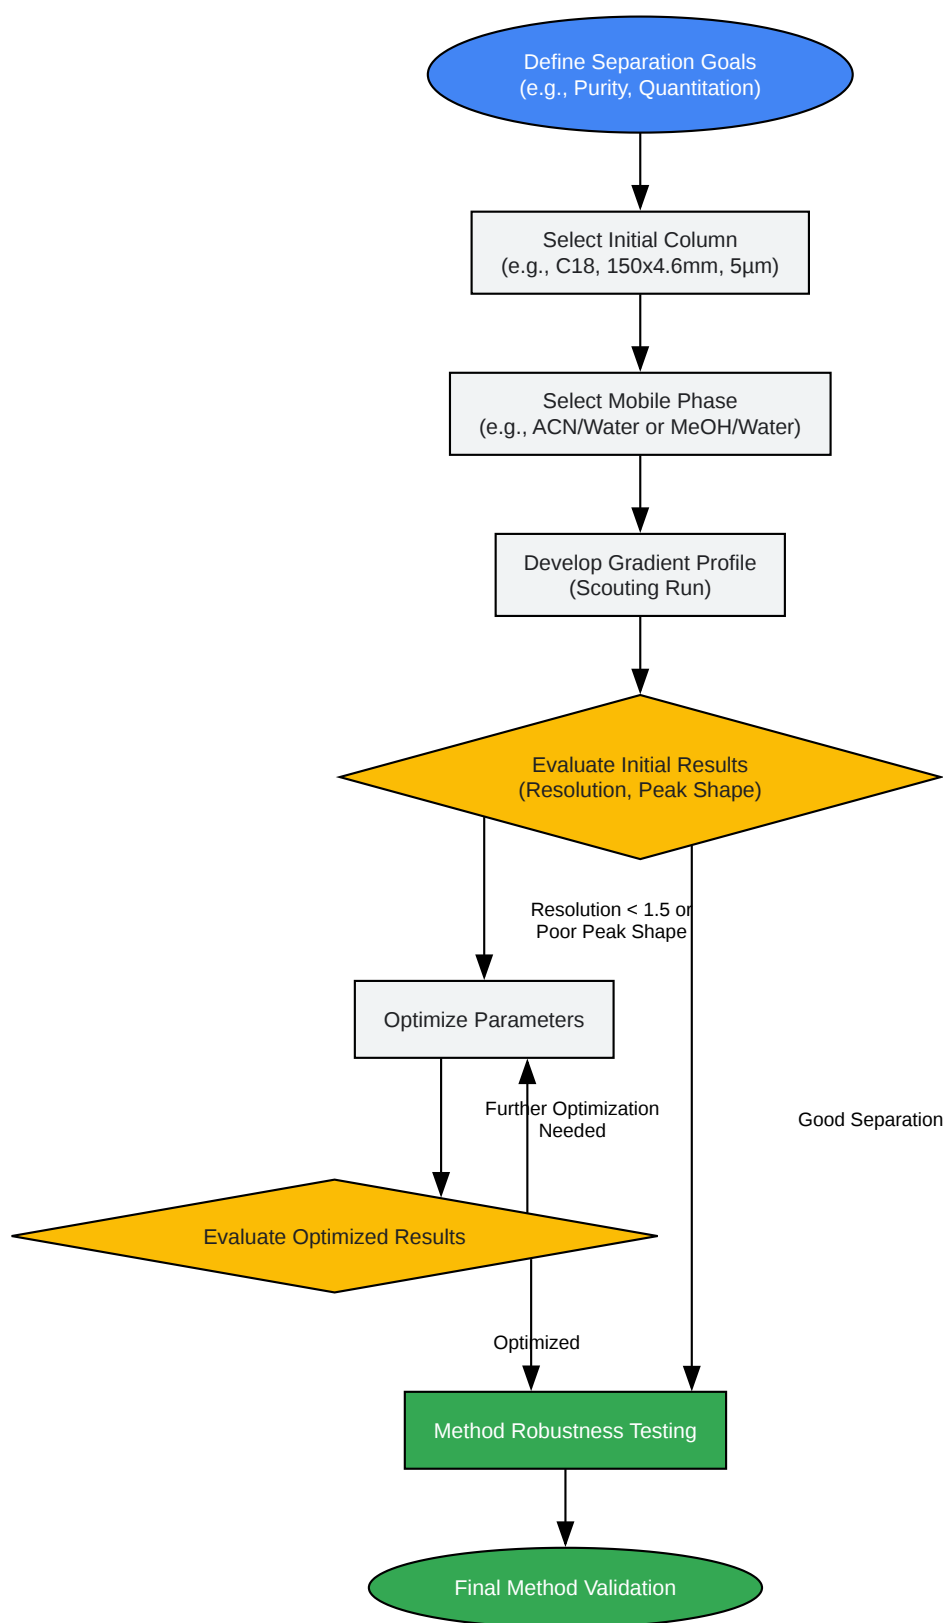 Define Separation Goals
(e.g., Purity, Quantitation)
Select Initial Column
(e.g., C18, 150x4.6mm, 5µm)
Select Mobile Phase
(e.g., ACN/Water or MeOH/Water)
Develop Gradient Profile
(Scouting Run)
Evaluate Initial Results
(Resolution, Peak Shape)
Resolution < 1.5 or
Poor Peak Shape
Optimize Parameters
Further Optimization
Needed
Good Separation
Evaluate Optimized Results
Optimized
Method Robustness Testing
Final Method Validation